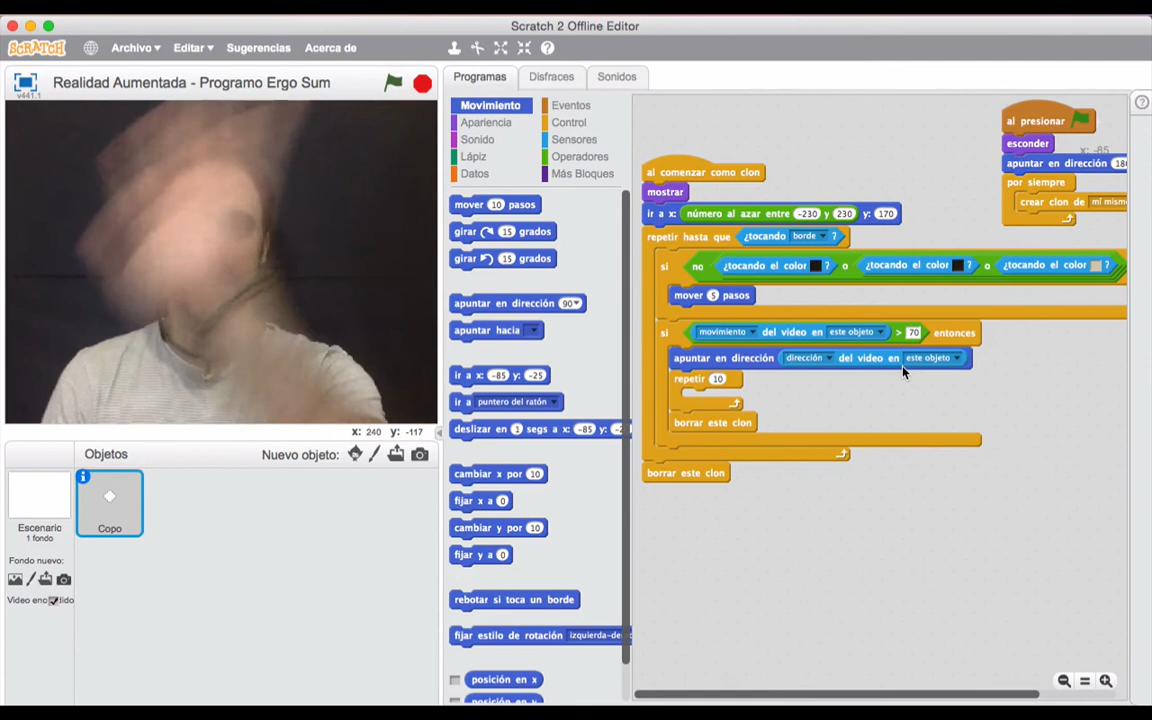 Scratch 2 Offline Editor
SCRATCH Archivo Editar Sugerencias Acerca de
Realidad Aumentada - Programo Ergo Sum
v441.1
Programas Disfraces Sonidos
Movimiento Eventos
Apariencia Control
Sonido Sensores
Lápiz Operadores
Datos Más Bloques
mover 10 pasos
girar 15 grados
girar 15 grados
apuntar en dirección 90
apuntar hacia
ir a x: -85 y: -25
ir a puntero del ratón
deslizar en 1 segs a x: -85 y:
cambiar x por 10
fijar x a 0
cambiar y por 10
fijar y a 0
rebotar si toca un borde
fijar estilo de rotación
posición en x
al comenzar como clon
mostrar
ir a x: número al azar entre -230 y 230 y: 170
repetir hasta que ¿tocando borde ?
si no ¿tocando el color ? o ¿tocando el color ? o ¿tocando el color ?
mover 5 pasos
si movimiento del video en este objeto > 70 entonces
apuntar en dirección dirección del video en este objeto
repetir 10
borrar este clon
borrar este clon
al presionar
x: -85
esconder
apuntar en dirección
por siempre
crear clon de
x: 240 y: -117
Objetos Nuevo objeto:
Escenario
1 fondo
Copo
Fondo nuevo: